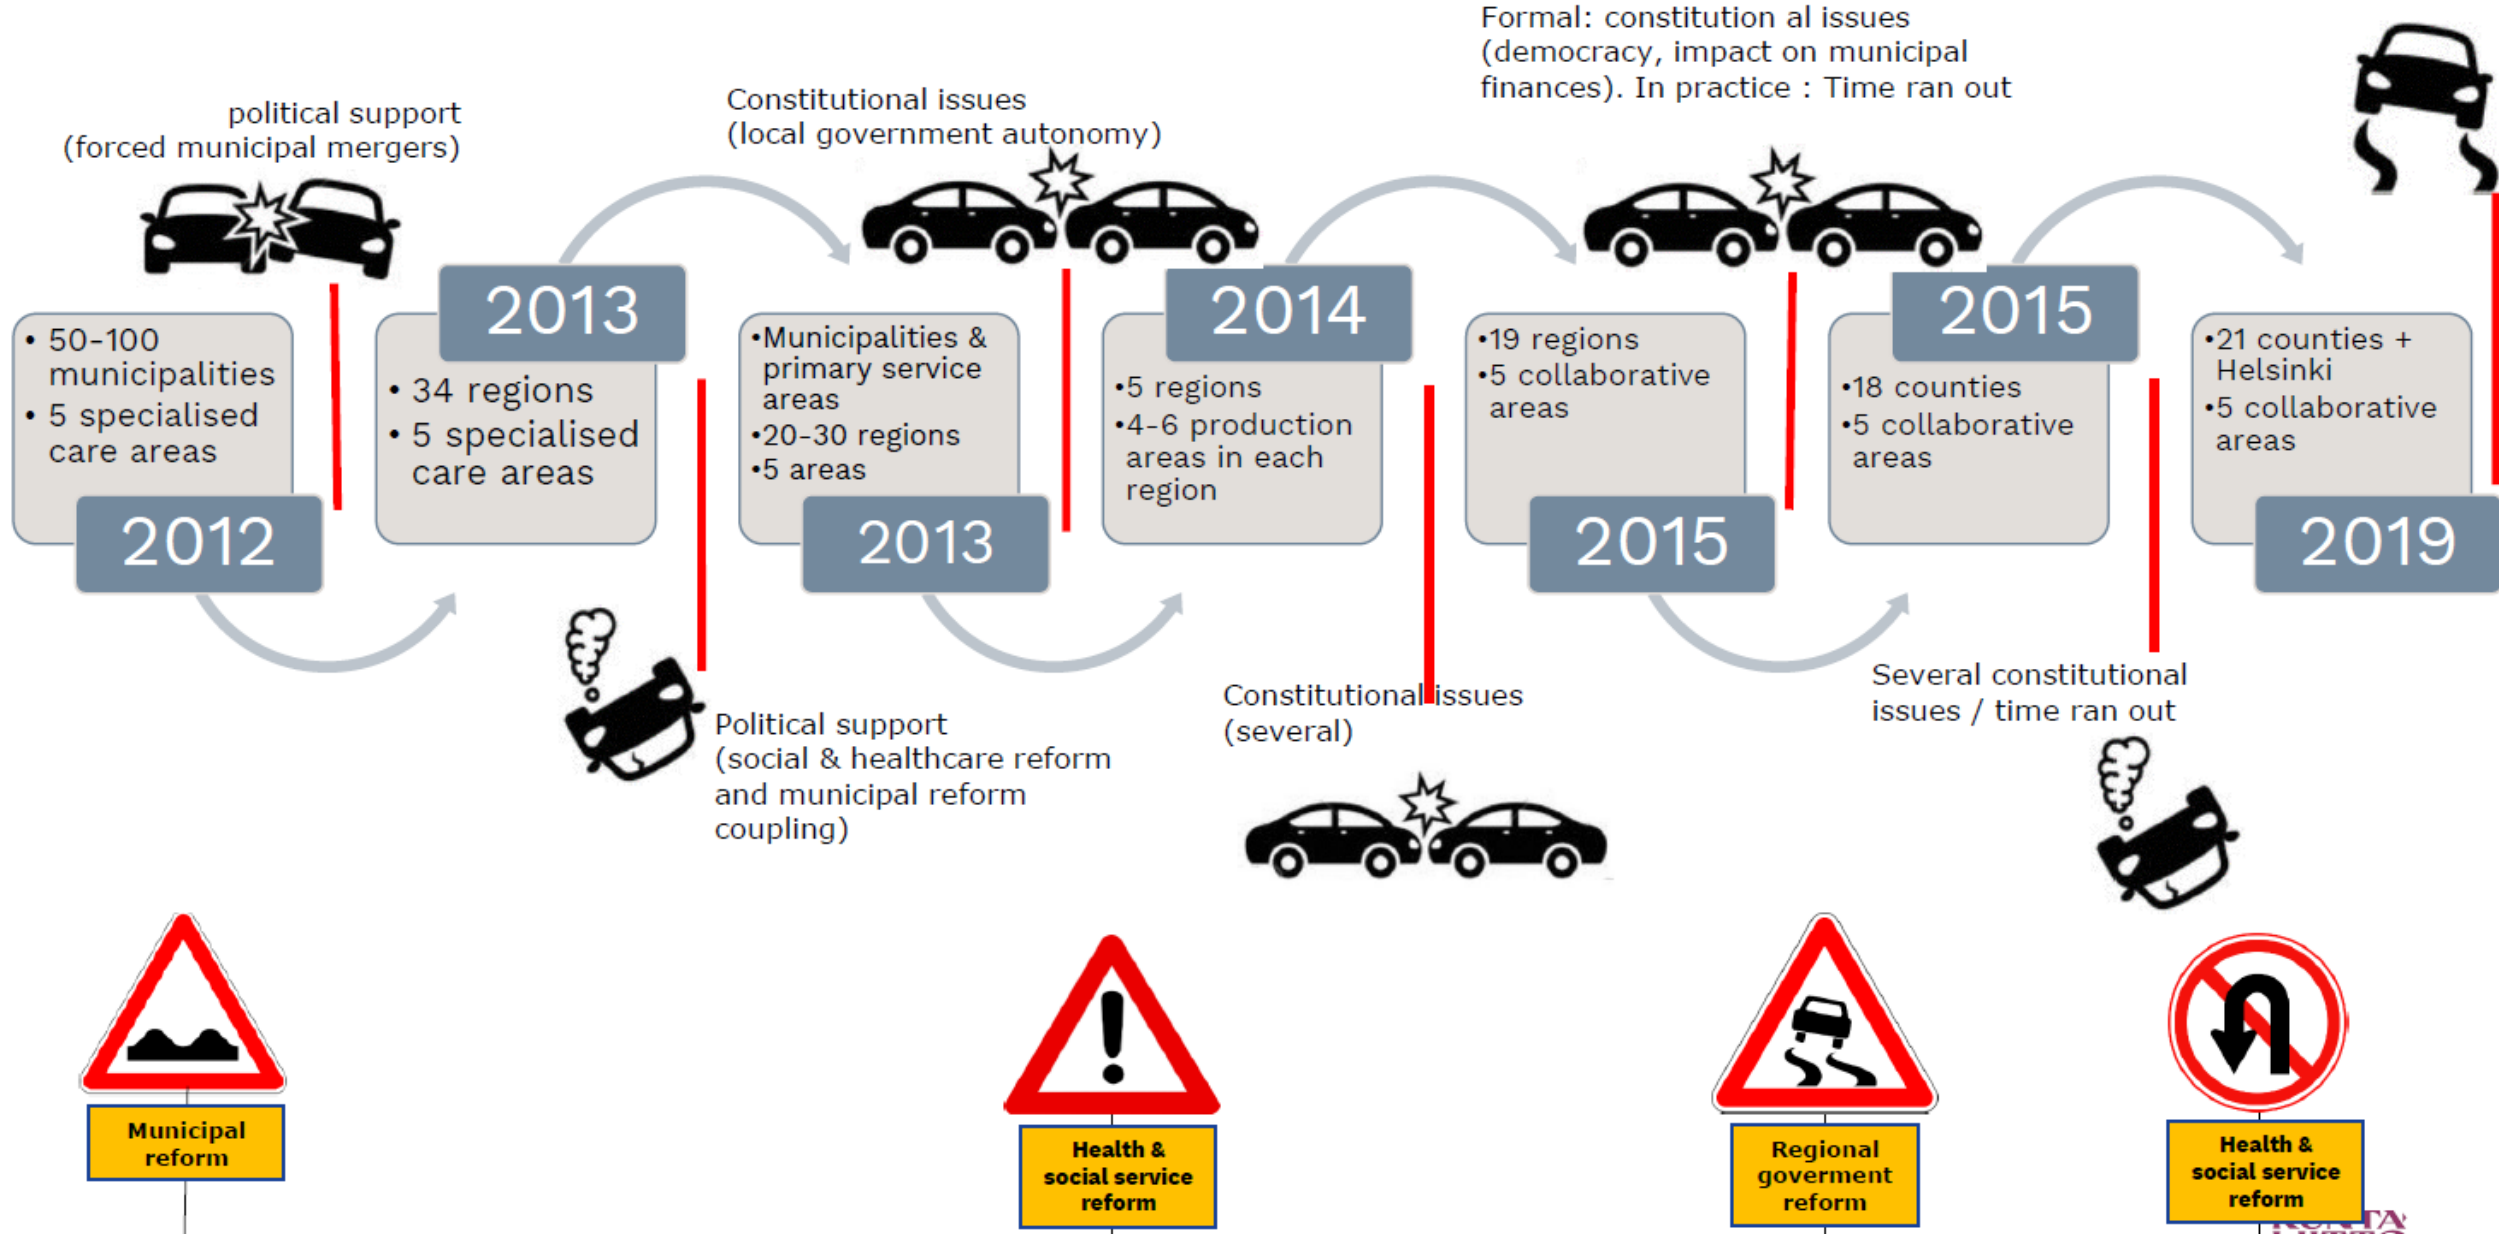 political support
(forced municipal mergers)
Constitutional issues
(local government autonomy)
Formal: constitution al issues
(democracy, impact on municipal
finances). In practice : Time ran out
• 50-100
municipalities
• 5 specialised
care areas
2012
2013
• 34 regions
• 5 specialised
care areas
•Municipalities &
primary service
areas
•20-30 regions
•5 areas
2013
2014
•5 regions
•4-6 production
areas in each
region
•19 regions
•5 collaborative
areas
2015
2015
•18 counties
•5 collaborative
areas
•21 counties +
Helsinki
•5 collaborative
areas
2019
Political support
(social & healthcare reform
and municipal reform
coupling)
Constitutional issues
(several)
Several constitutional
issues / time ran out
Municipal
reform
Health &
social service
reform
Regional
goverment
reform
Health &
social service
reform